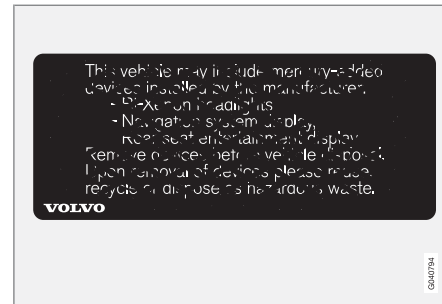 This vehicle may include mercury-added
devices installed by the manufacturer:
- Bi-Xenon headlights
- Navigation system display
- Rear seat entertainment display
Remove devices before vehicle disposal.
Upon removal of devices please reuse,
recycle or dispose as hazardous waste.
VOLVO
G040794